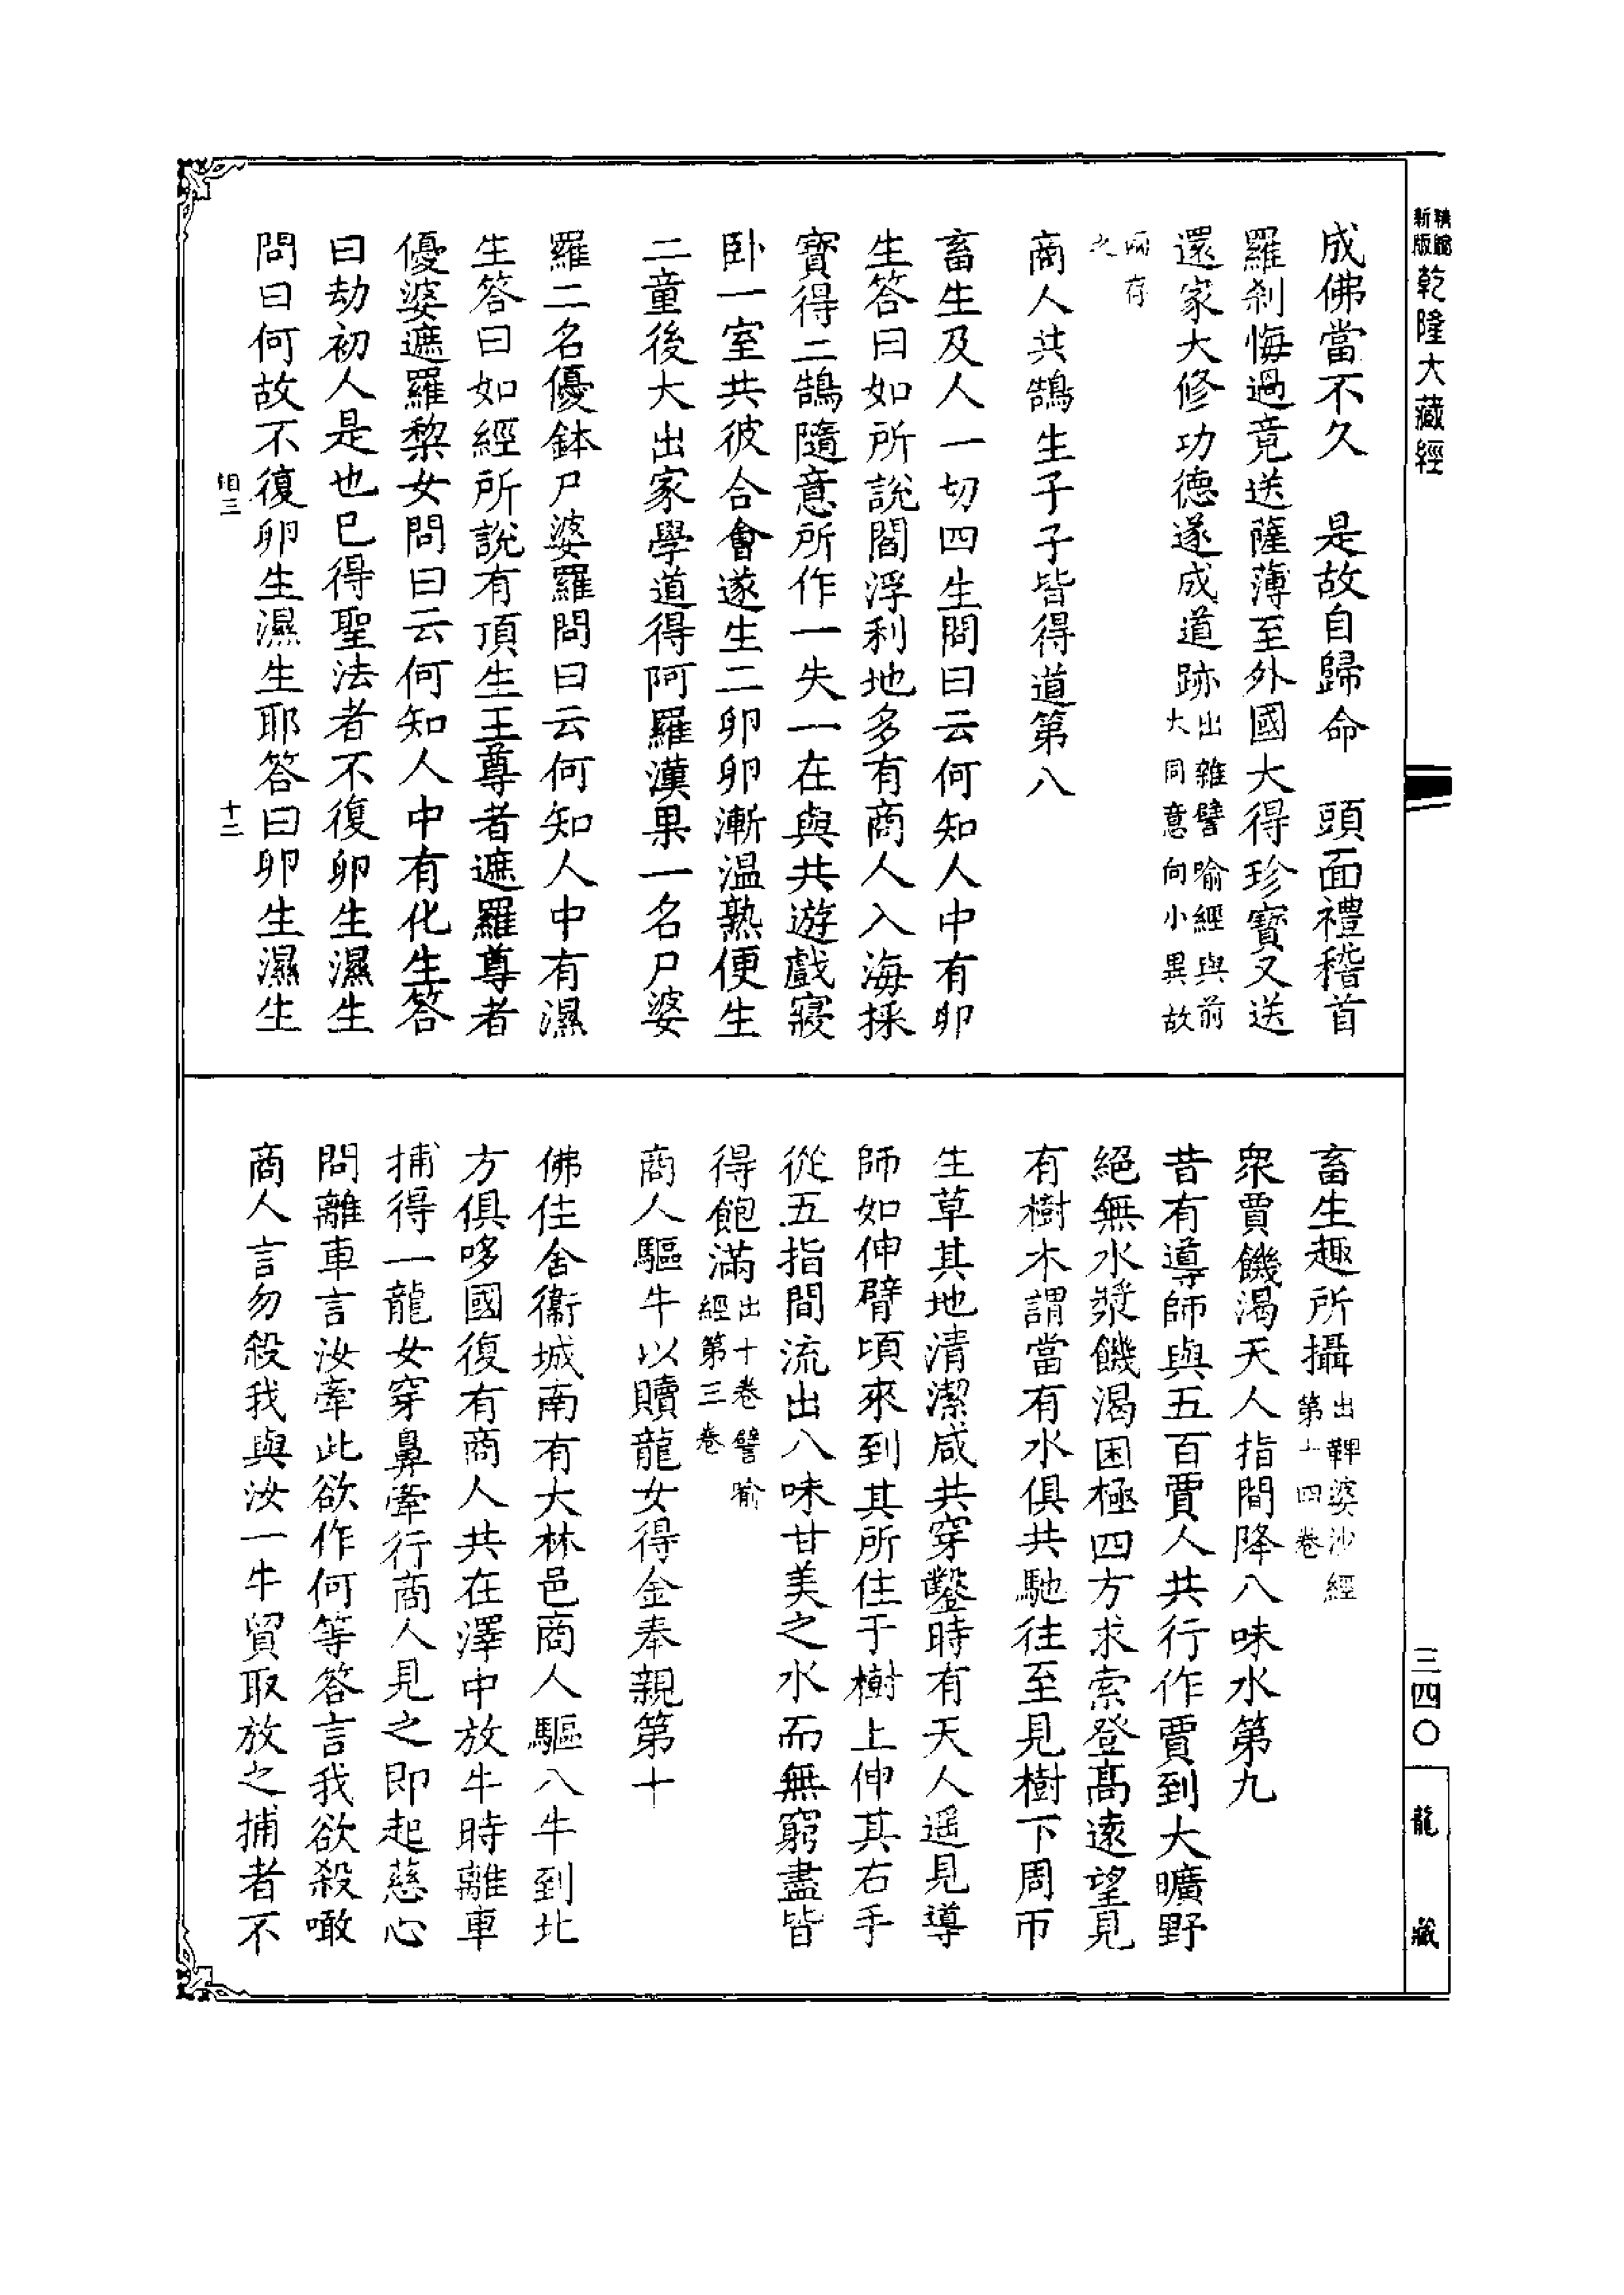 新版 精縮 乾隆大藏經
三四〇
龍藏
成佛當不久　是故自歸命　頭面禮稽首
羅剎悔過竟送薩薄至外國大得珍寶又送
還家大修功德遂成道跡出雜譬喻經與前大同意向小異故
兩存之
商人共鵠生子子皆得道第八
畜生及人一切四生問曰云何知人中有卵
生答曰如所說閻浮利地多有商人入海採
寶得二鵠隨意所作一失一在與共遊戲寢
臥一室共彼合會遂生二卵卵漸温熟便生
二童後大出家學道得阿羅漢果一名尸婆
羅二名優鉢尸婆羅問曰云何知人中有濕
生答曰如經所說有頂生王尊者遮羅尊者
優婆遮羅黎女問曰云何知人中有化生答
曰劫初人是也已得聖法者不復卵生濕生
問曰何故不復卵生濕生耶答曰卵生濕生
三
十二
畜生趣所攝出鞞婆沙經第十四卷
衆賈饑渴天人指間降八味水第九
昔有導師與五百賈人共行作賈到大曠野
絕無水漿饑渴困極四方求索登高遠望見
有樹木謂當有水俱共馳往至見樹下周帀
生草其地清潔咸共穿鑿時有天人遥見導
師如伸臂頃來到其所住于樹上伸其右手
從五指間流出八味甘美之水而無窮盡皆
得飽滿出十卷譬喻經第三卷
商人驅牛以贖龍女得金奉親第十
佛住舍衞城南有大林邑商人驅八牛到北
方俱哆國復有商人共在澤中放牛時離車
捕得一龍女穿鼻牽行商人見之即起慈心
問離車言汝牽此欲作何等答言我欲殺噉
商人言勿殺我與汝一牛貿取放之捕者不